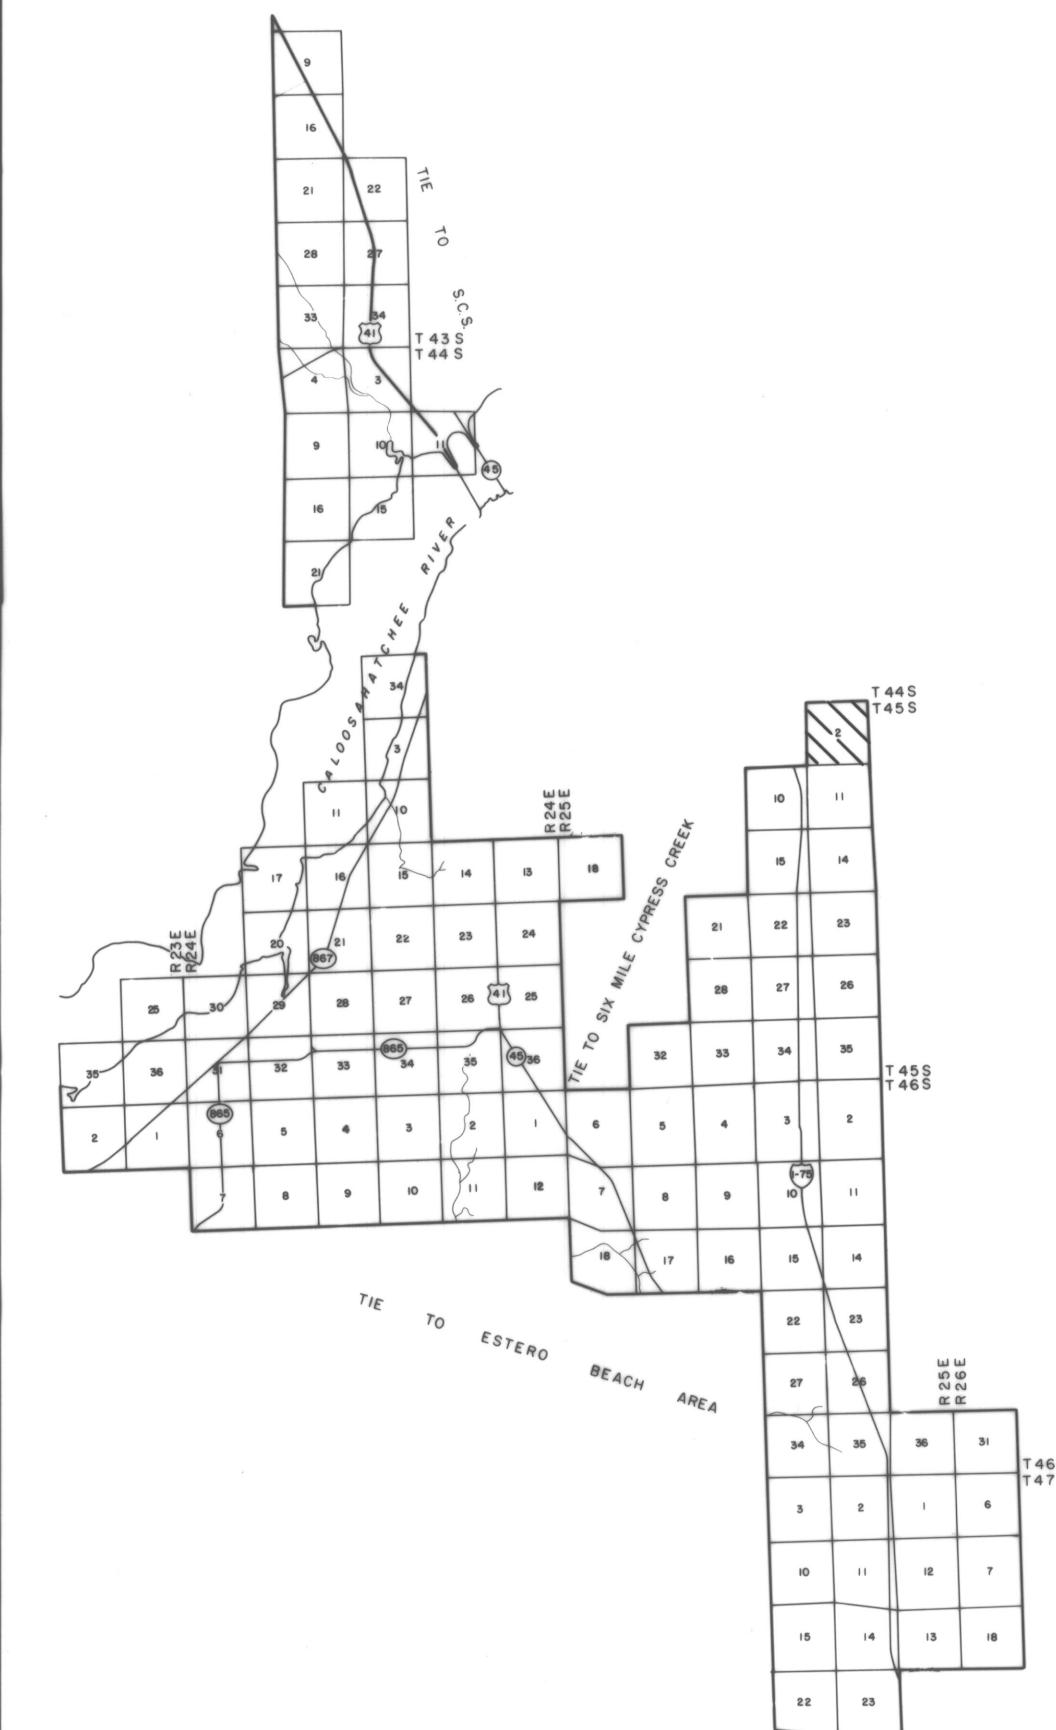 9
16
21 22
28 27
33 34
41
T 43 S
T 44 S
4 3
9 10 11
45
16 15
21
TIE TO S.C.S.
CALOOSAHATCHEE RIVER
34
3
11 10
R24E
R25E
17 16 15 14 13 18
20 21 22 23 24
867
R23E
R24E
25 30 29 28 27 26 41 25
35 36 31 32 33 865 34 35 45 36
865
2 1 6 5 4 3 2 1
7 8 9 10 11 12
TIE TO SIX MILE CYPRESS CREEK
T 44 S
T 45 S
2
10 11
15 14
21 22 23
28 27 26
32 33 34 35
T 45 S
T 46 S
6 5 4 3 2
7 8 9 10 11
I-75
18 17 16 15 14
22 23
27 26
R25E
R26E
34 35 36 31
T 46
T 47
3 2 1 6
10 11 12 7
15 14 13 18
22 23
TIE TO ESTERO BEACH AREA